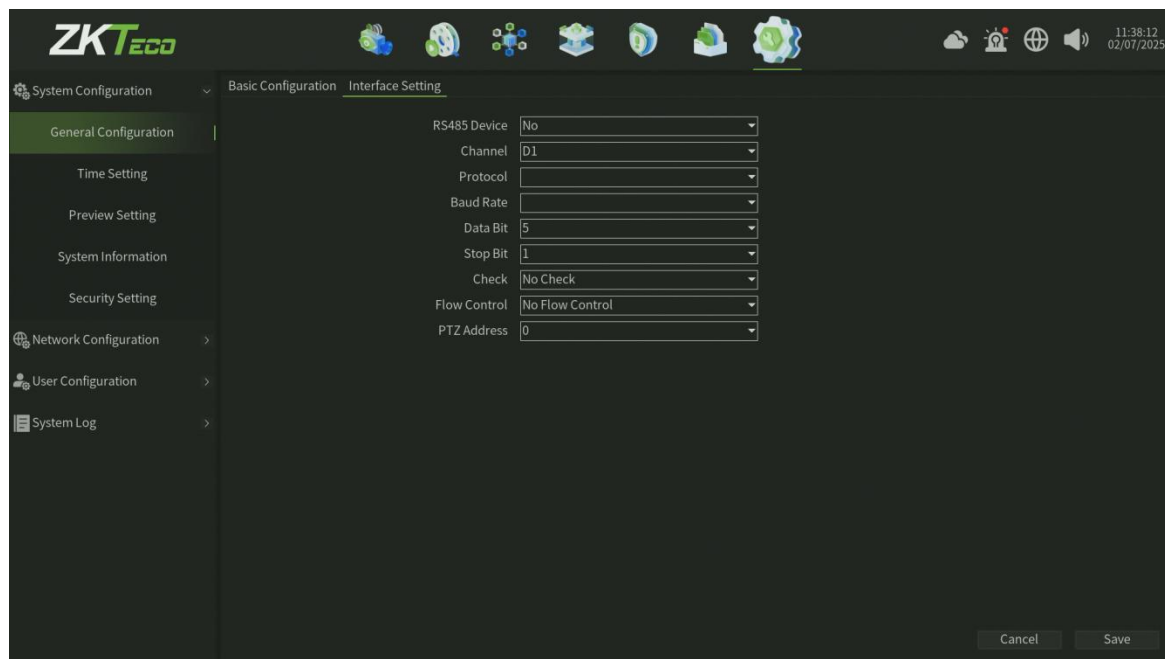 ZKTeco
11:38:12
02/07/2025
System Configuration
General Configuration
Time Setting
Preview Setting
System Information
Security Setting
Network Configuration
User Configuration
System Log
Basic Configuration Interface Setting
RS485 Device No
Channel D1
Protocol
Baud Rate
Data Bit 5
Stop Bit 1
Check No Check
Flow Control No Flow Control
PTZ Address 0
Cancel Save